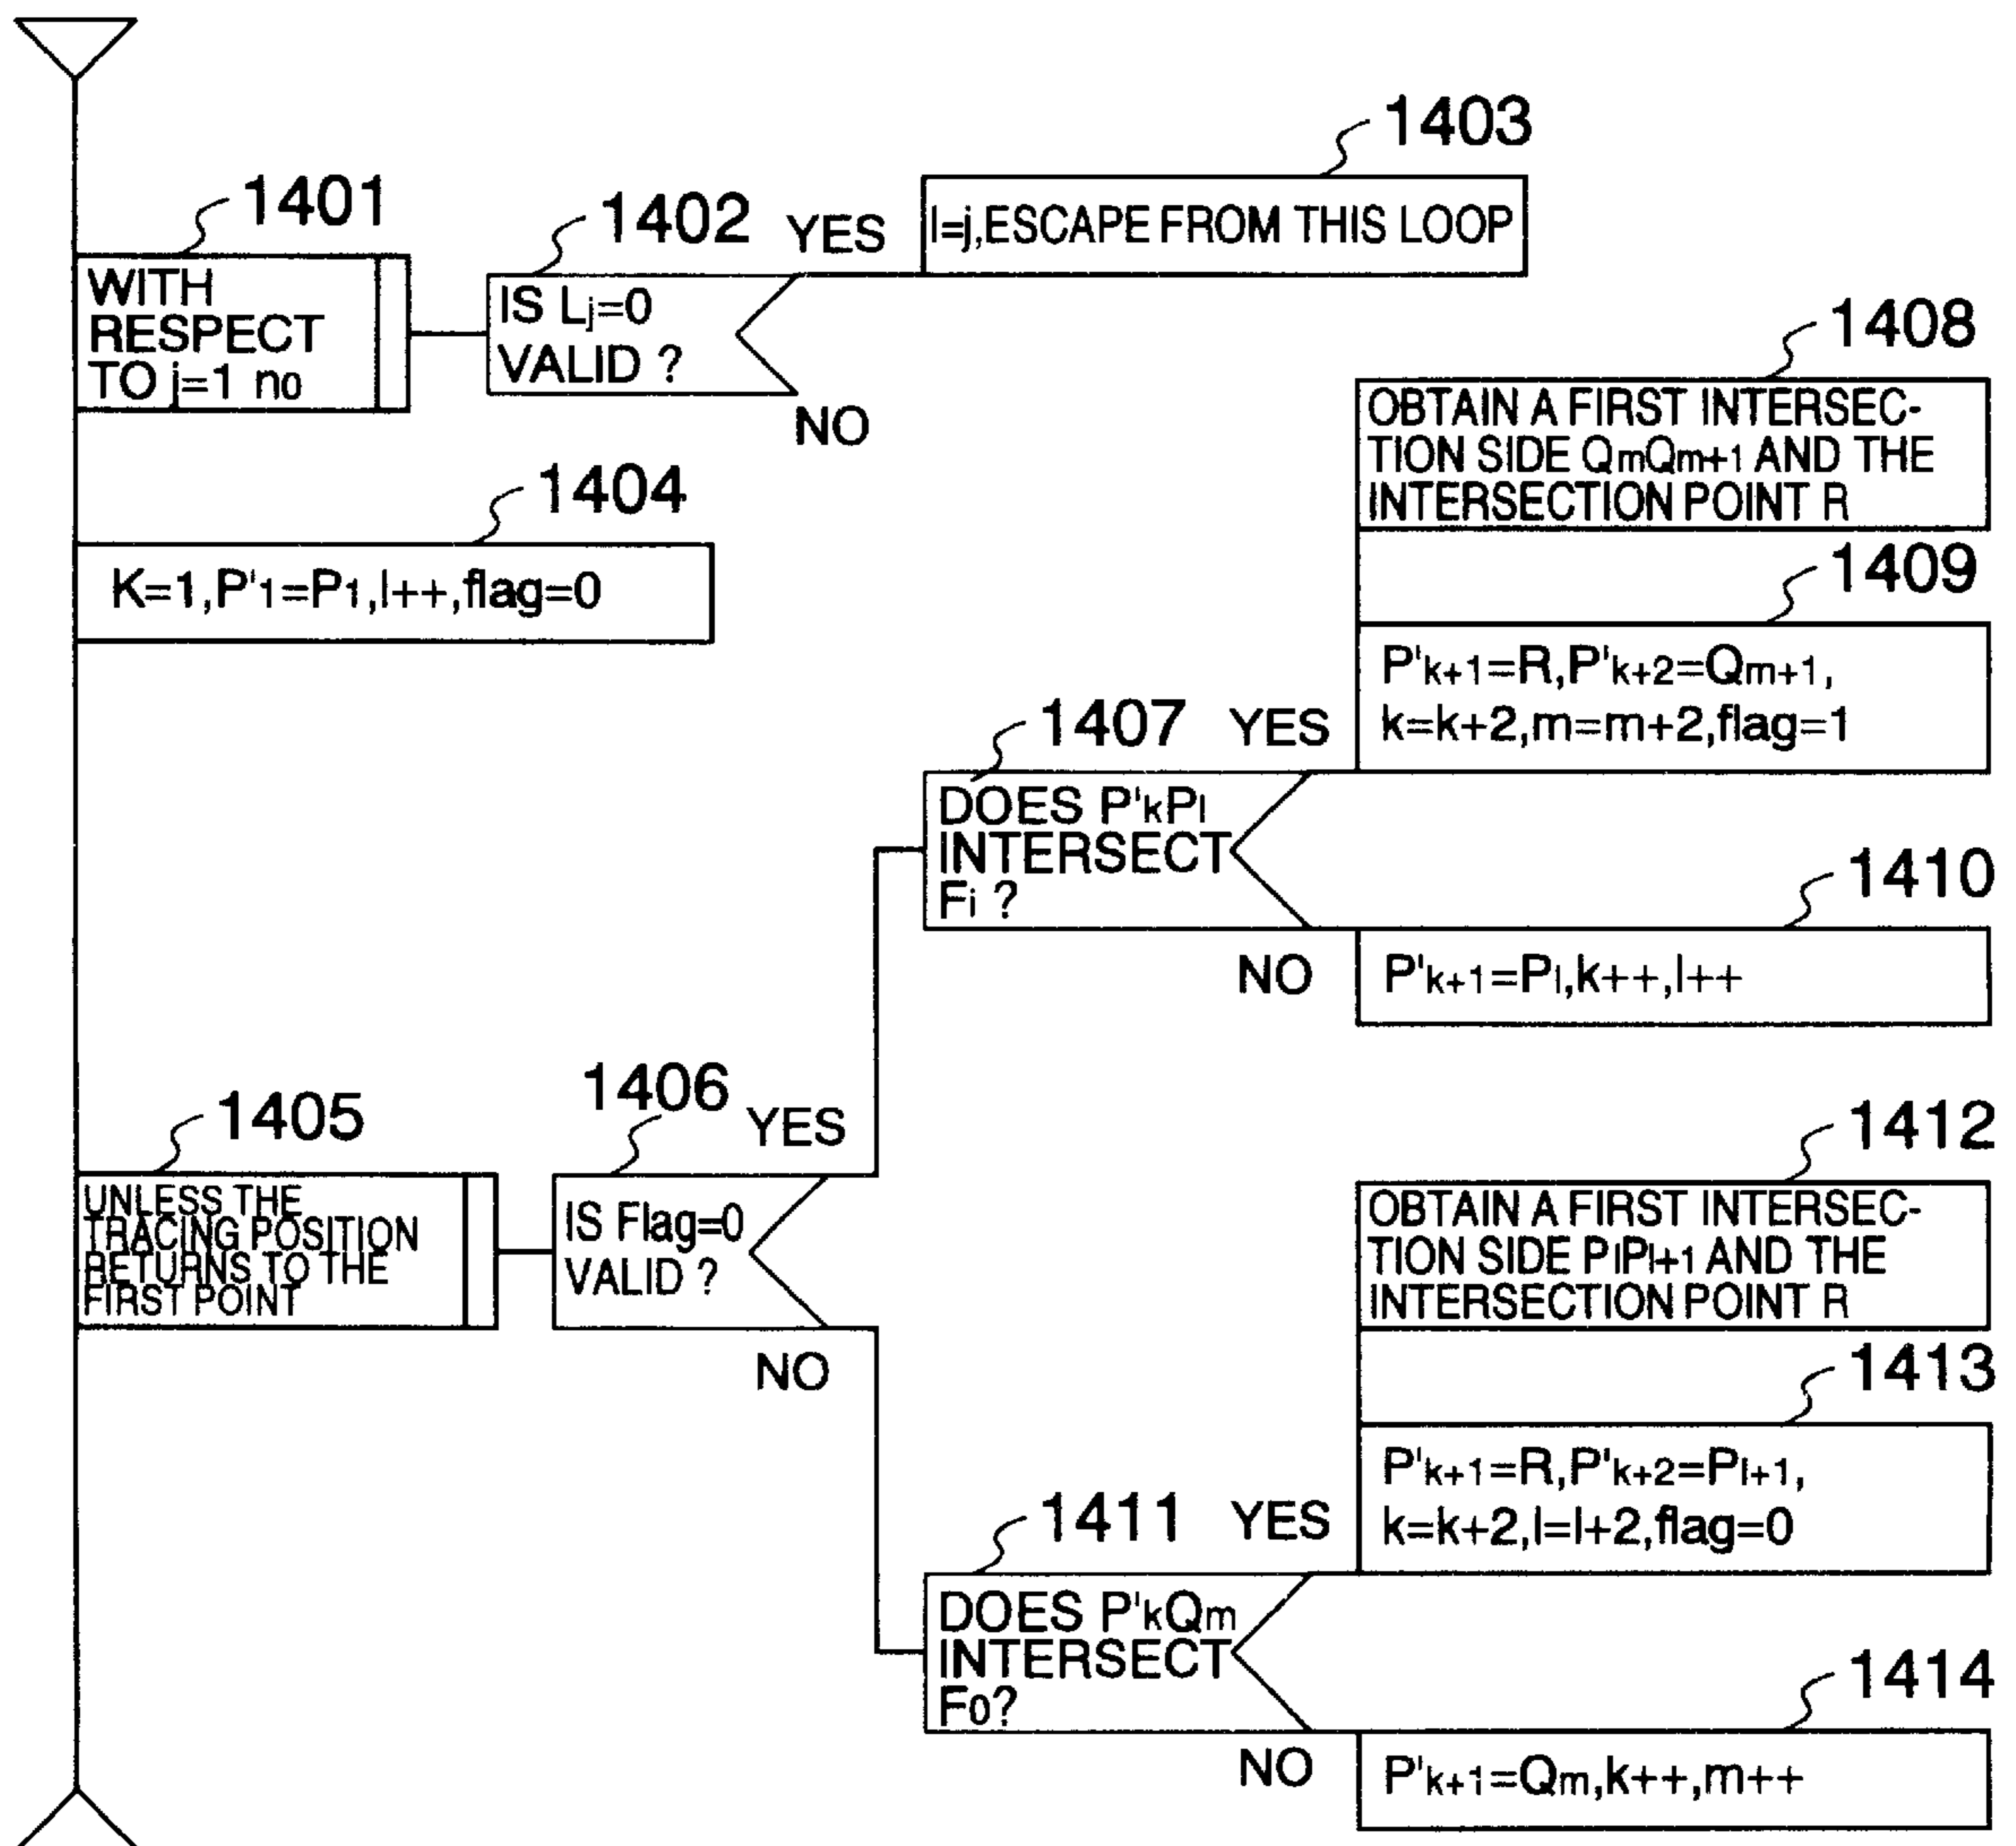 1403
1401
1402
YES
l=j,ESCAPE FROM THIS LOOP
WITH
RESPECT
TO j=1 n0
IS Lj=0
VALID ?
NO
1408
OBTAIN A FIRST INTERSEC-
TION SIDE QmQm+1 AND THE
INTERSECTION POINT R
1404
K=1,P'1=P1,l++,flag=0
1409
P'k+1=R,P'k+2=Qm+1,
k=k+2,m=m+2,flag=1
1407
YES
DOES P'kPl
INTERSECT
Fi ?
1410
NO
P'k+1=Pl,k++,l++
1405
1406
YES
UNLESS THE
TRACING POSITION
RETURNS TO THE
FIRST POINT
IS Flag=0
VALID ?
NO
1412
OBTAIN A FIRST INTERSEC-
TION SIDE PlPl+1 AND THE
INTERSECTION POINT R
1413
P'k+1=R,P'k+2=Pl+1,
k=k+2,l=l+2,flag=0
1411
YES
DOES P'kQm
INTERSECT
F0?
1414
NO
P'k+1=Qm,k++,m++